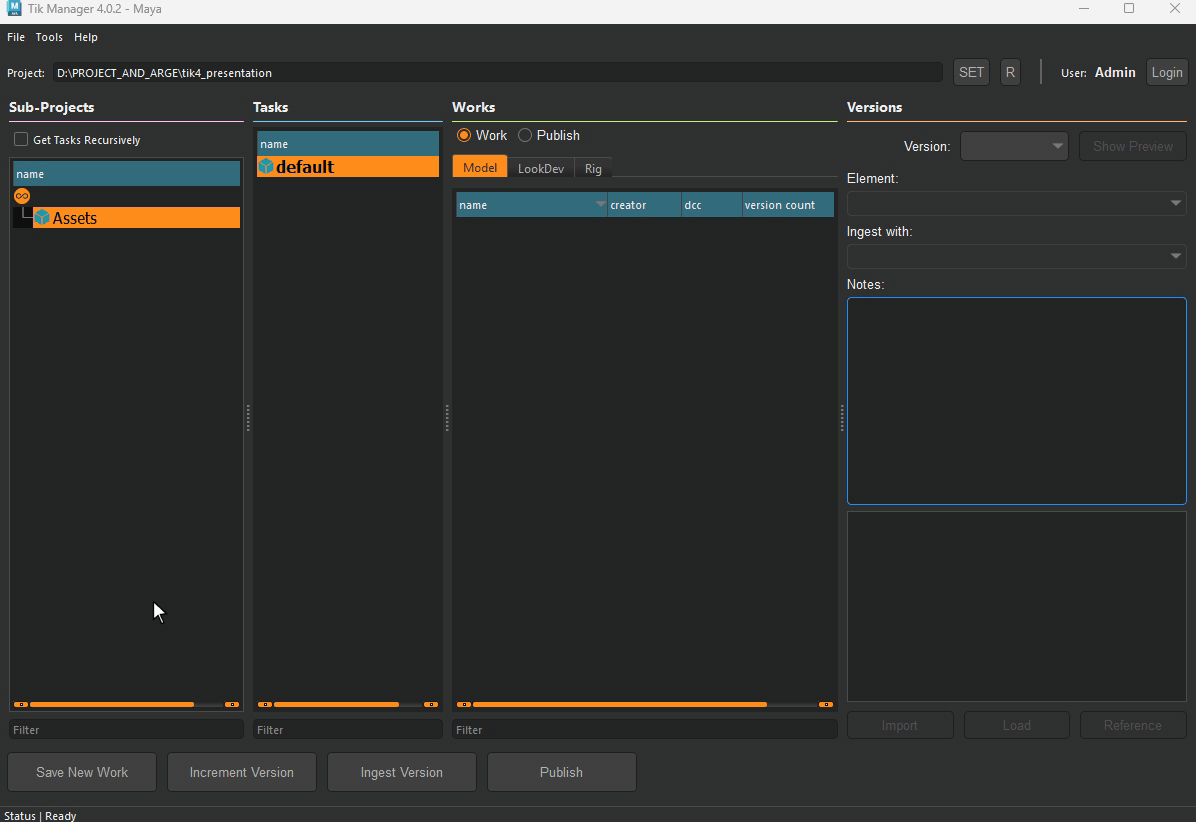 Tik Manager 4.0.2 - Maya
File Tools Help
Project: D:\PROJECT_AND_ARGE\tik4_presentation SET R User: Admin Login
Sub-Projects Tasks Works Versions
Get Tasks Recursively
name
Assets
name
default
Work Publish
Model LookDev Rig
name creator dcc version count
Version: Show Preview
Element:
Ingest with:
Notes:
Import Load Reference
Filter Filter Filter
Save New Work Increment Version Ingest Version Publish
Status | Ready